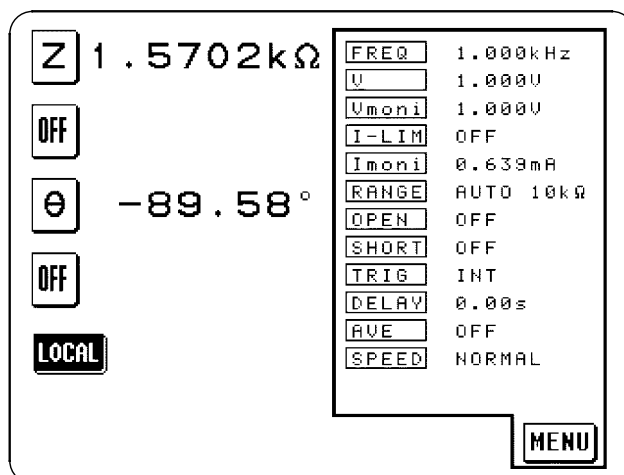 Z 1.5702kΩ
OFF
θ -89.58°
OFF
LOCAL
FREQ 1.000kHz
V 1.000V
Vmoni 1.000V
I-LIM OFF
Imoni 0.639mA
RANGE AUTO 10kΩ
OPEN OFF
SHORT OFF
TRIG INT
DELAY 0.00s
AVE OFF
SPEED NORMAL
MENU